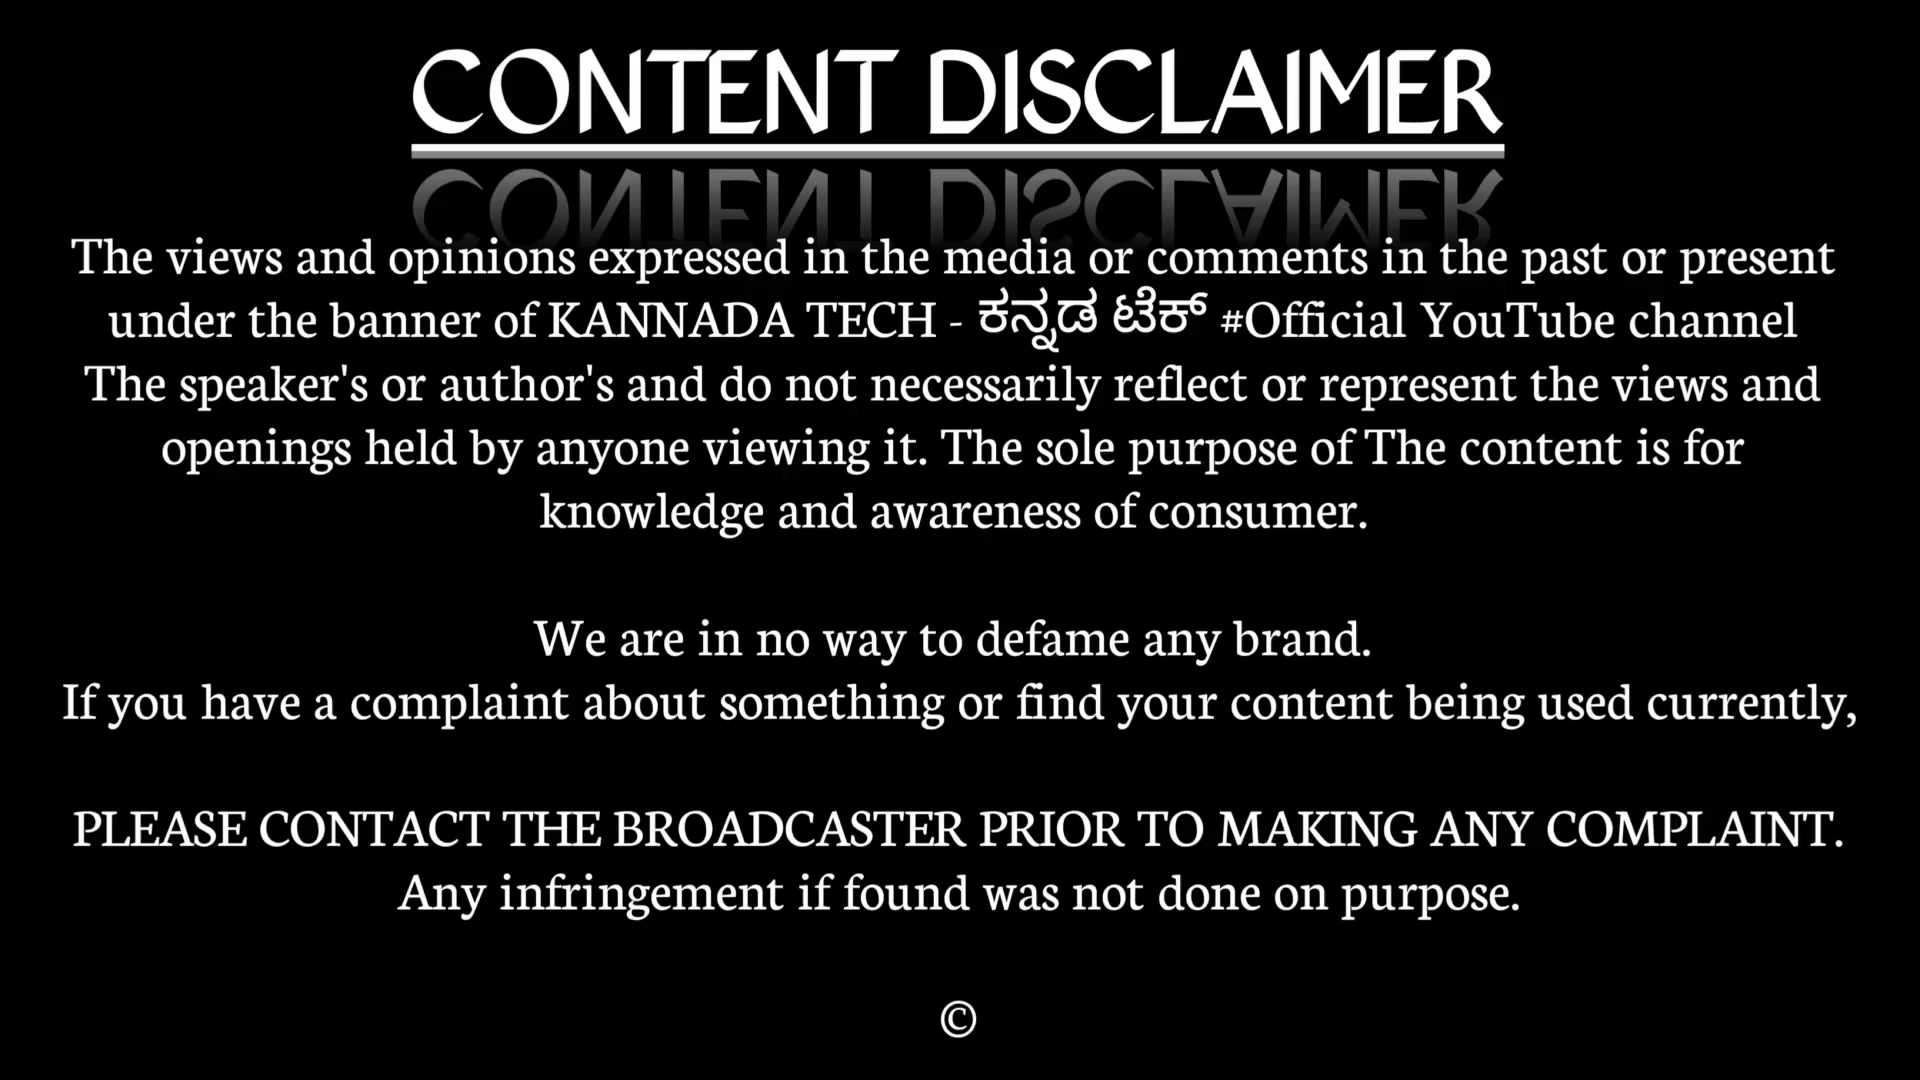 CONTENT DISCLAIMER
The views and opinions expressed in the media or comments in the past or present
under the banner of KANNADA TECH - ಕನ್ನಡ ಟೆಕ್ #Official YouTube channel
The speaker's or author's and do not necessarily reflect or represent the views and
openings held by anyone viewing it. The sole purpose of The content is for
knowledge and awareness of consumer.
We are in no way to defame any brand.
If you have a complaint about something or find your content being used currently,
PLEASE CONTACT THE BROADCASTER PRIOR TO MAKING ANY COMPLAINT.
Any infringement if found was not done on purpose.
©